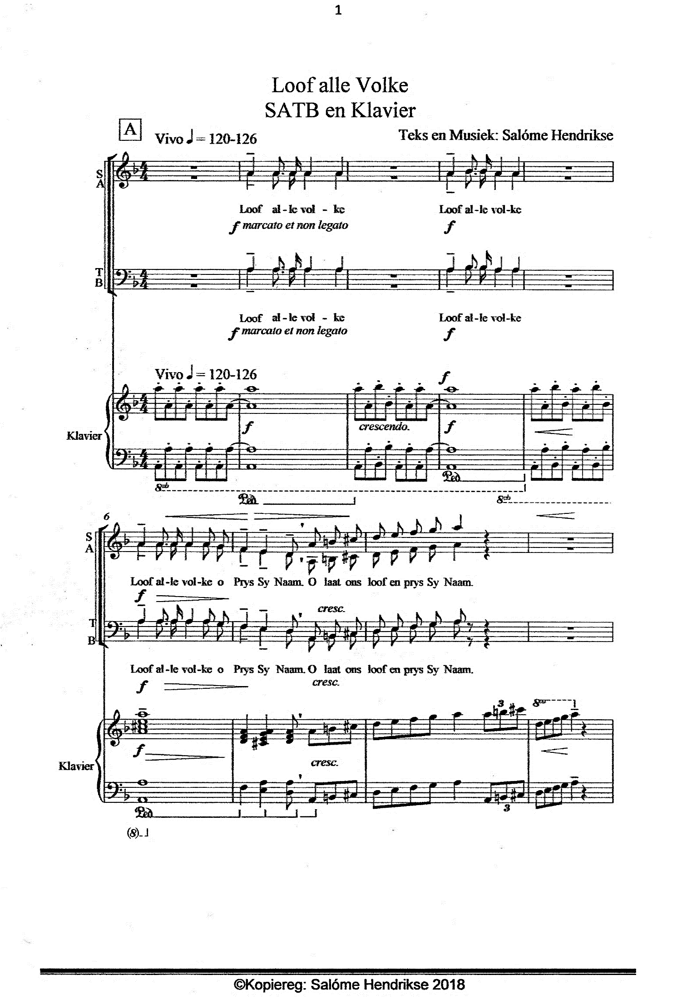 1
Loof alle Volke
SATB en Klavier
A
Vivo ♩ = 120-126
Teks en Musiek: Salóme Hendrikse
S
A
Loof al - le vol - ke Loof al-le vol-ke
f marcato et non legato f
T
B
Loof al - le vol - ke Loof al-le vol-ke
f marcato et non legato f
Vivo ♩ = 120-126
f
Klavier
f crescendo. f
Ped
8vb
Ped 8vb
6
S
A
Loof al-le vol-ke o Prys Sy Naam. O laat ons loof en prys Sy Naam.
f
cresc.
T
B
Loof al-le vol-ke o Prys Sy Naam. O laat ons loof en prys Sy Naam.
f cresc.
3 8va
f
Klavier
cresc.
3
Ped
(8)
©Kopiereg: Salóme Hendrikse 2018